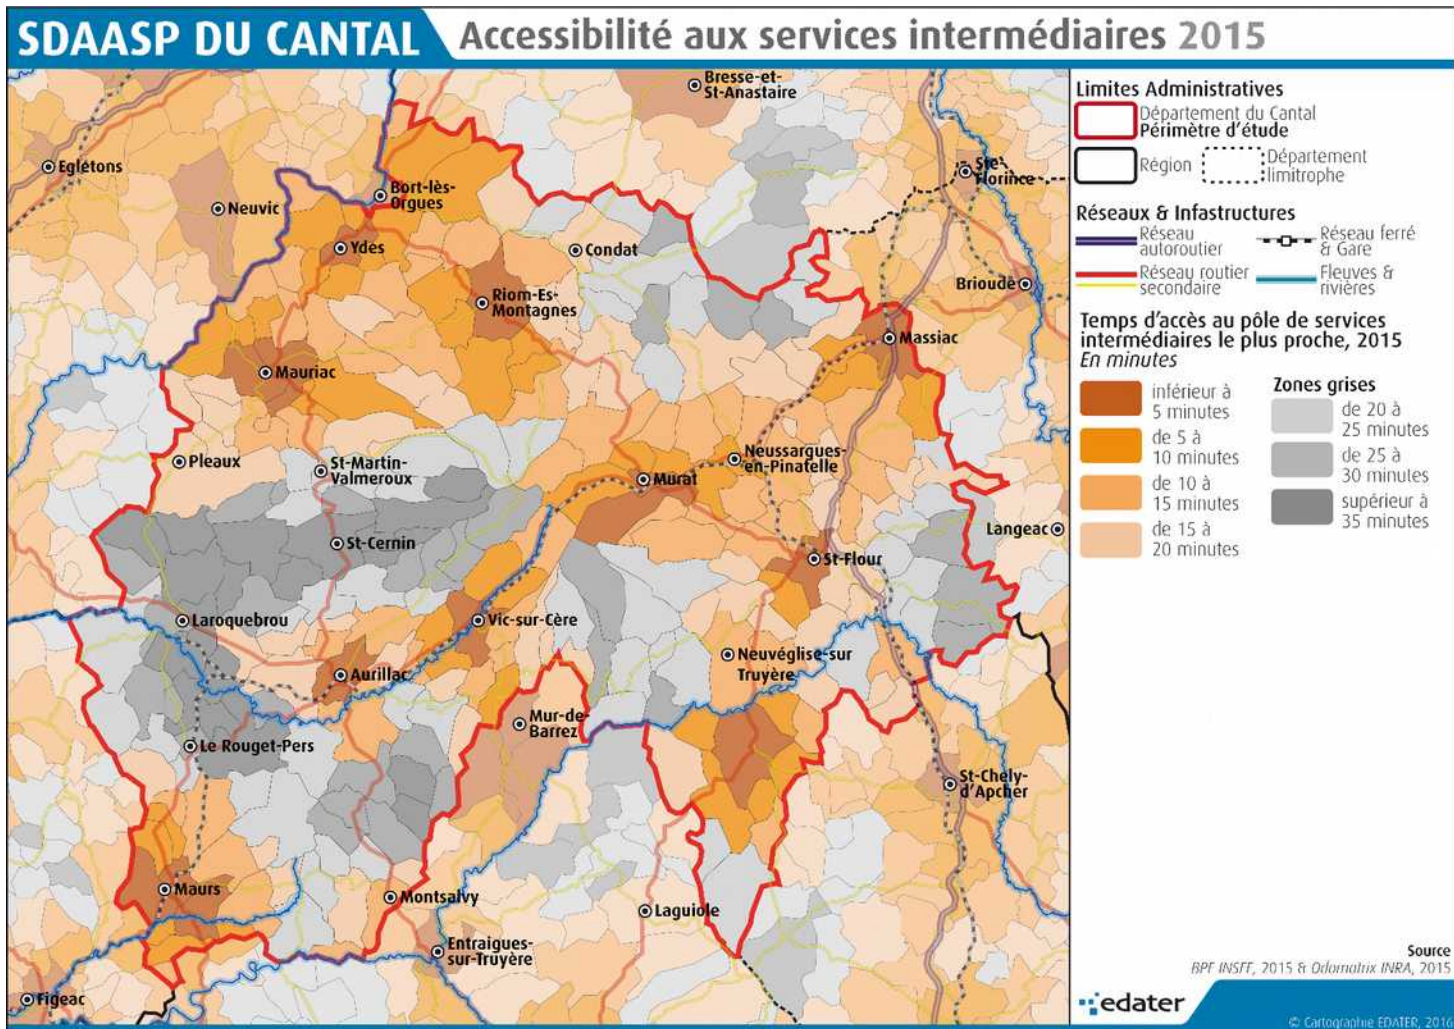 SDAASP DU CANTAL
Accessibilité aux services intermédiaires 2015
Bresse-et-
St-Anastaire
Egletons
Ste-
Florince
Neuvic
Bort-lès-
Orgues
Ydes
Condat
Brioude
Riom-Es-
Montagnes
Massiac
Mauriac
Pleaux
St-Martin-
Valmeroux
Neussargues-
en-Pinatelle
Murat
Langeac
St-Cernin
St-Flour
Laroquebrou
Vic-sur-Cère
Neuvéglise-sur
Truyère
Aurillac
Mur-de-
Barrez
Le Rouget-Pers
St-Chely-
d'Apcher
Maurs
Montsalvy
Laguiole
Entraigues-
sur-Truyère
Figeac
Limites Administratives
Département du Cantal
Périmètre d'étude
Région
Département
limitrophe
Réseaux & Infastructures
Réseau
autoroutier
Réseau ferré
& Gare
Réseau routier
secondaire
Fleuves &
rivières
Temps d'accès au pôle de services
intermédiaires le plus proche, 2015
En minutes
inférieur à
5 minutes
de 5 à
10 minutes
de 10 à
15 minutes
de 15 à
20 minutes
Zones grises
de 20 à
25 minutes
de 25 à
30 minutes
supérieur à
35 minutes
Source
BPE INSEE, 2015 & Odomatrix INRA, 2015
edater
© Cartographie EDATER, 2016